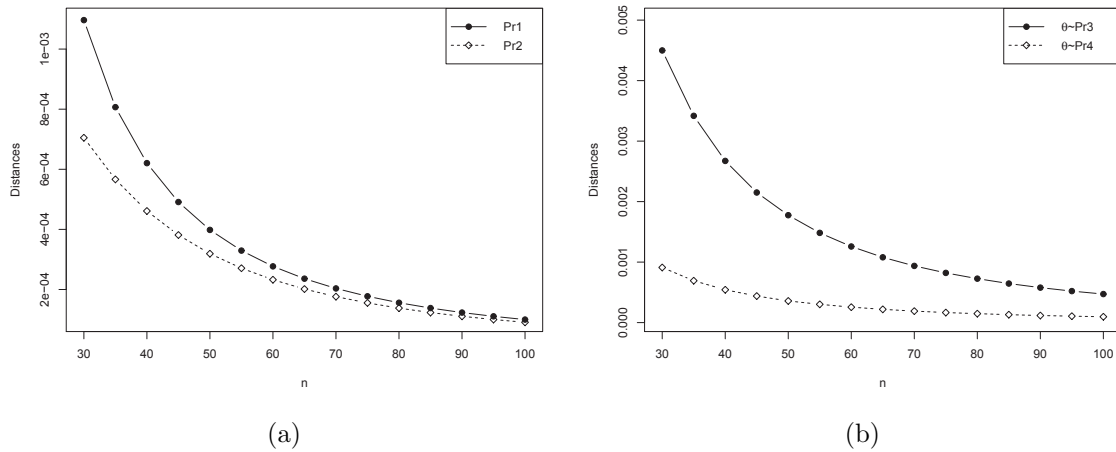 Pr1
Pr2
Distances
1e-03
8e-04
6e-04
4e-04
2e-04
30 40 50 60 70 80 90 100
n
(a)
θ~Pr3
θ~Pr4
Distances
0.005
0.004
0.003
0.002
0.001
0.000
30 40 50 60 70 80 90 100
n
(b)